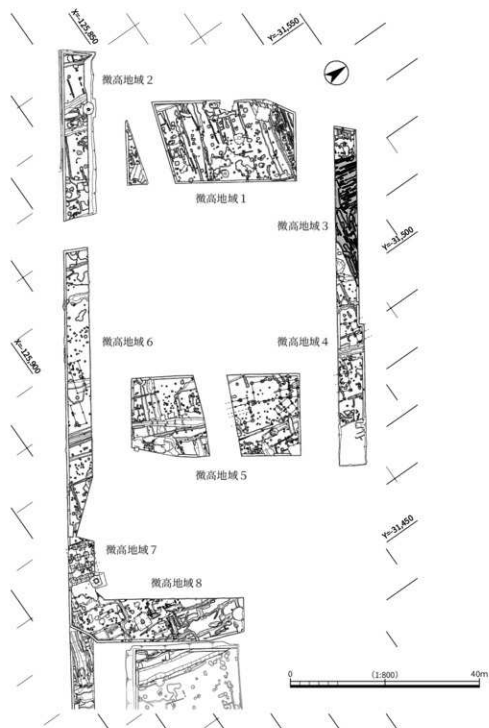 X=-125,850
Y=-31,550
微高地域 2
微高地域 1
微高地域 3
Y=-31,500
微高地域 6
微高地域 4
X=-125,900
微高地域 5
Y=-31,450
微高地域 7
微高地域 8
0 (1:800) 40m